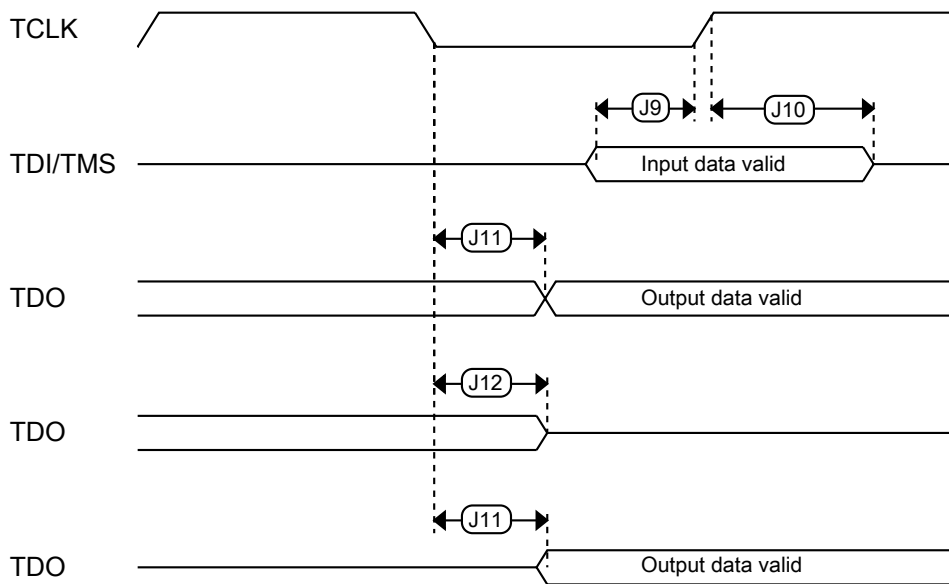 TCLK
J9
J10
TDI/TMS
Input data valid
J11
TDO
Output data valid
J12
TDO
J11
TDO
Output data valid